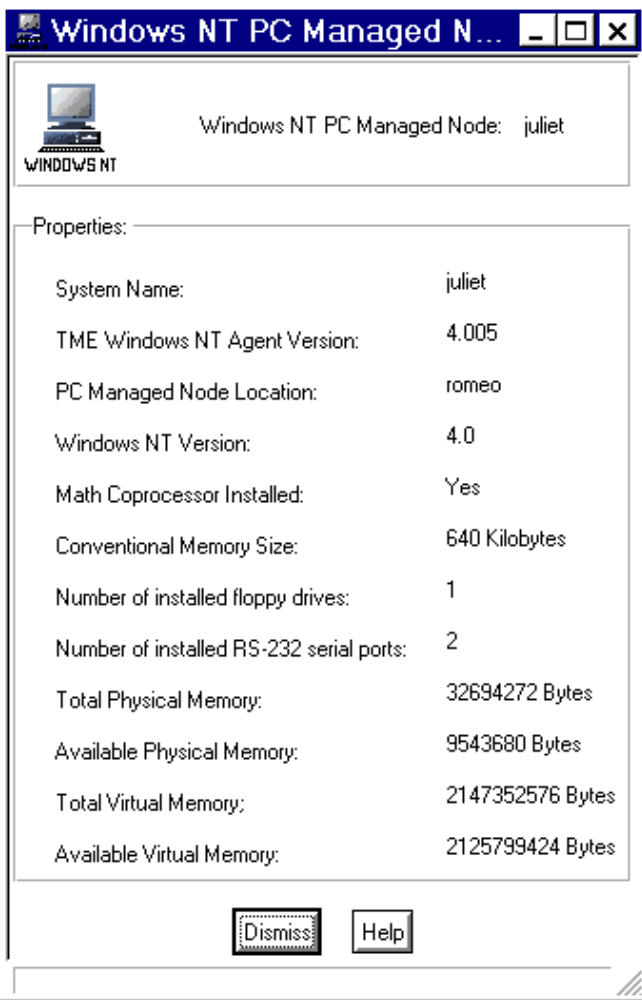 Windows NT PC Managed N...
Windows NT PC Managed Node: juliet
WINDOWS NT
Properties:
System Name: juliet
TME Windows NT Agent Version: 4.005
PC Managed Node Location: romeo
Windows NT Version: 4.0
Math Coprocessor Installed: Yes
Conventional Memory Size: 640 Kilobytes
Number of installed floppy drives: 1
Number of installed RS-232 serial ports: 2
Total Physical Memory: 32694272 Bytes
Available Physical Memory: 9543680 Bytes
Total Virtual Memory; 2147352576 Bytes
Available Virtual Memory: 2125799424 Bytes
Dismiss Help